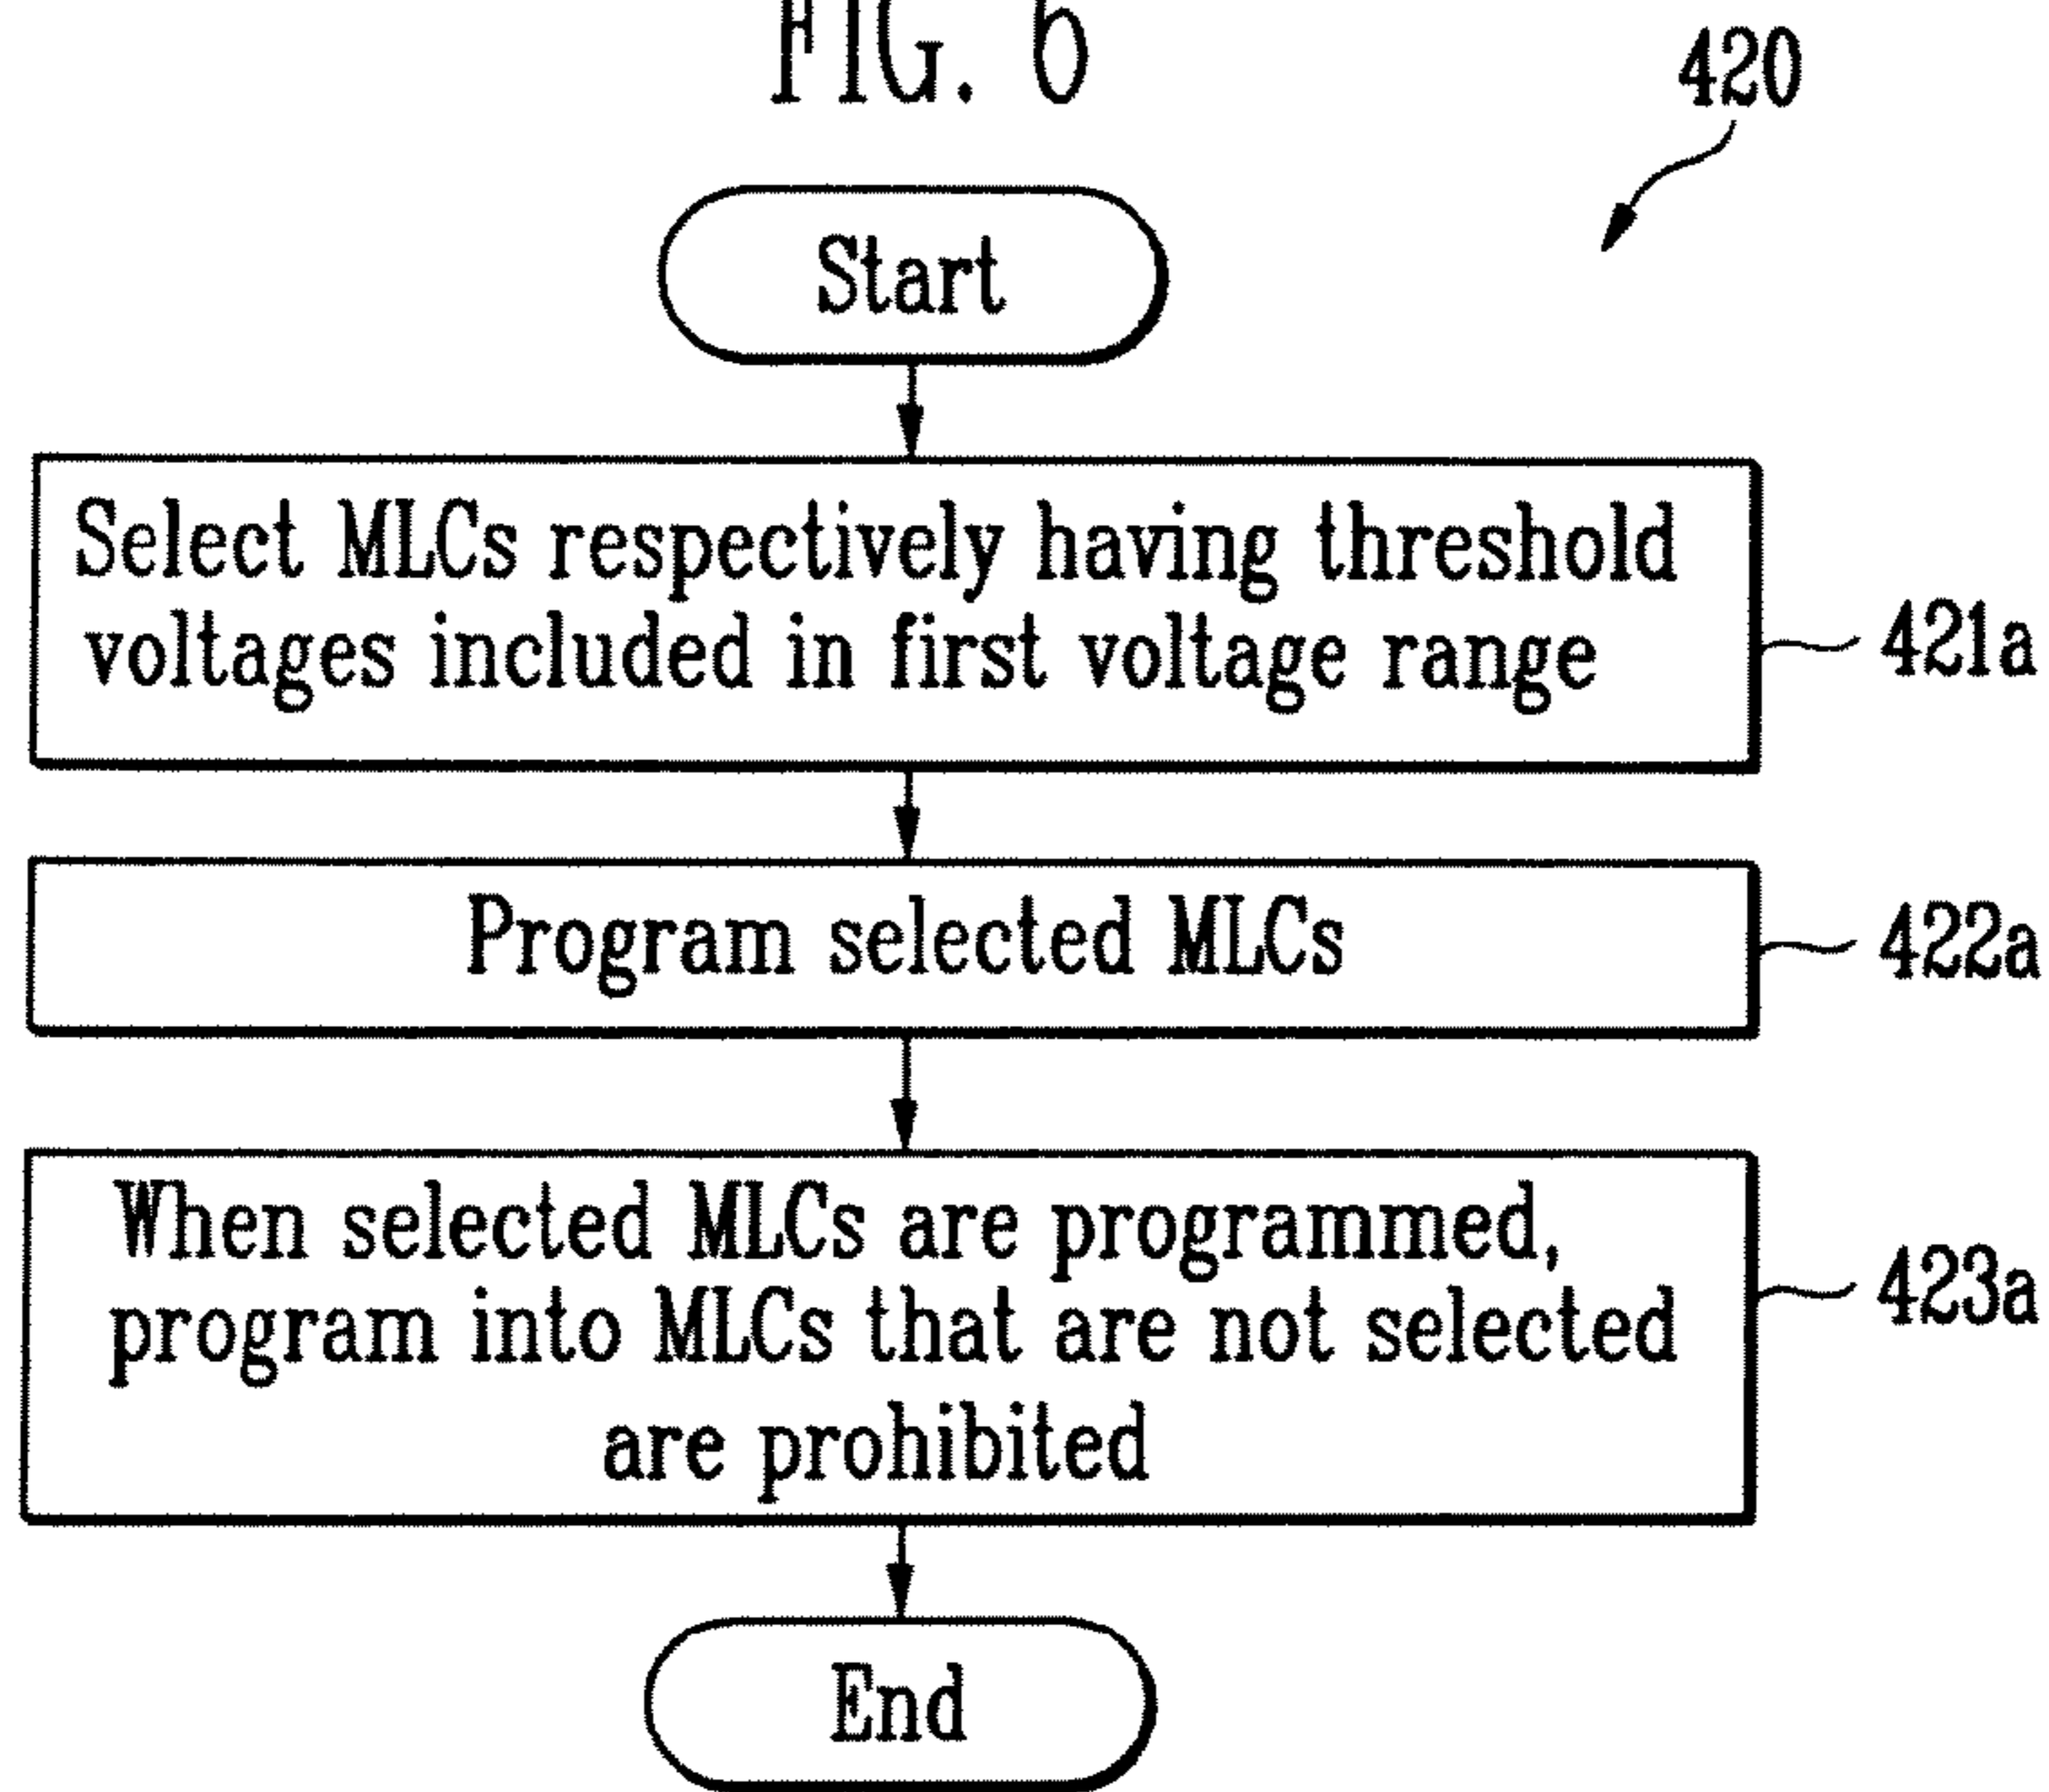 FIG. 6
420
Start
Select MLCs respectively having threshold
voltages included in first voltage range
421a
Program selected MLCs
422a
When selected MLCs are programmed,
program into MLCs that are not selected
are prohibited
423a
End